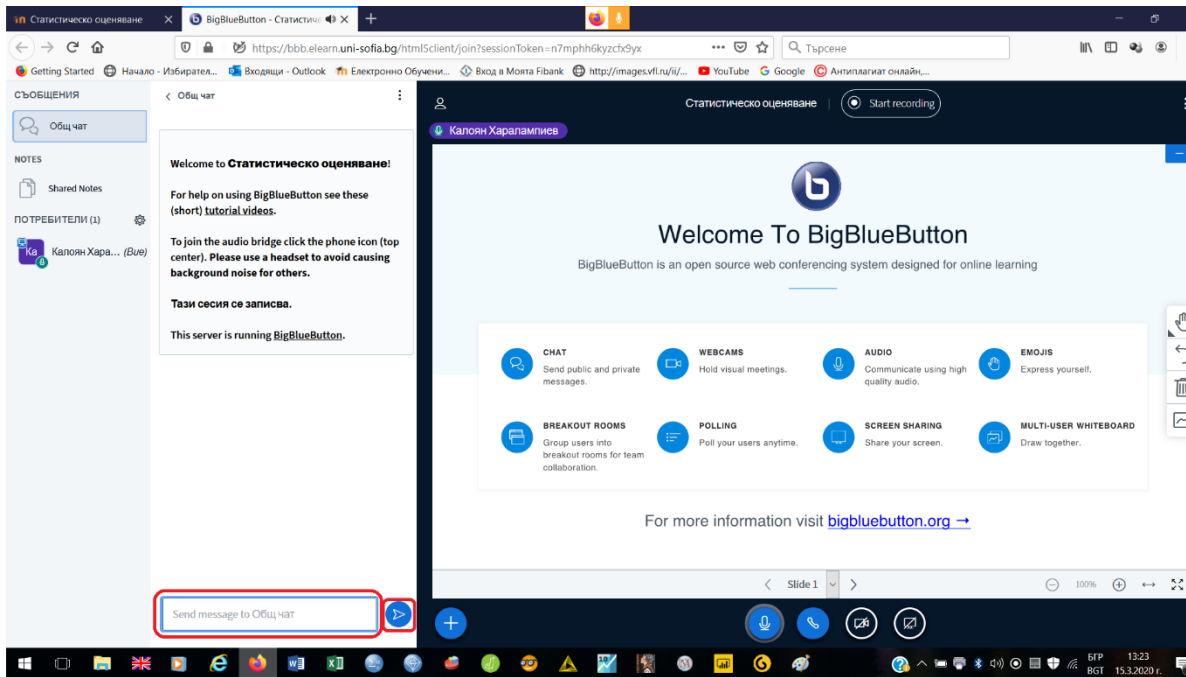 Статистическо оценяване
BigBlueButton - Статистиче
https://bbb.elearn.uni-sofia.bg/html5client/join?sessionToken=n7mphh6kyzcfx9yx
Търсене
Getting Started
Начало - Избирател...
Входящи - Outlook
Електронно Обучени...
Вход в Моята Fibank
http://images.vfl.ru/ii/...
YouTube
Google
Антиплагиат онлайн,...
СЪОБЩЕНИЯ
Общ чат
NOTES
Shared Notes
ПОТРЕБИТЕЛИ (1)
Ка
Калоян Хара... (Вие)
Общ чат
Welcome to Статистическо оценяване!
For help on using BigBlueButton see these
(short) tutorial videos.
To join the audio bridge click the phone icon (top
center). Please use a headset to avoid causing
background noise for others.
Тази сесия се записва.
This server is running BigBlueButton.
Send message to Общ чат
Статистическо оценяване
Start recording
Калоян Харалампиев
Welcome To BigBlueButton
BigBlueButton is an open source web conferencing system designed for online learning
CHAT
Send public and private
messages.
WEBCAMS
Hold visual meetings.
AUDIO
Communicate using high
quality audio.
EMOJIS
Express yourself.
BREAKOUT ROOMS
Group users into
breakout rooms for team
collaboration.
POLLING
Poll your users anytime.
SCREEN SHARING
Share your screen.
MULTI-USER WHITEBOARD
Draw together.
For more information visit bigbluebutton.org →
Slide 1
100%
БГР
BGT
13:23
15.3.2020 г.